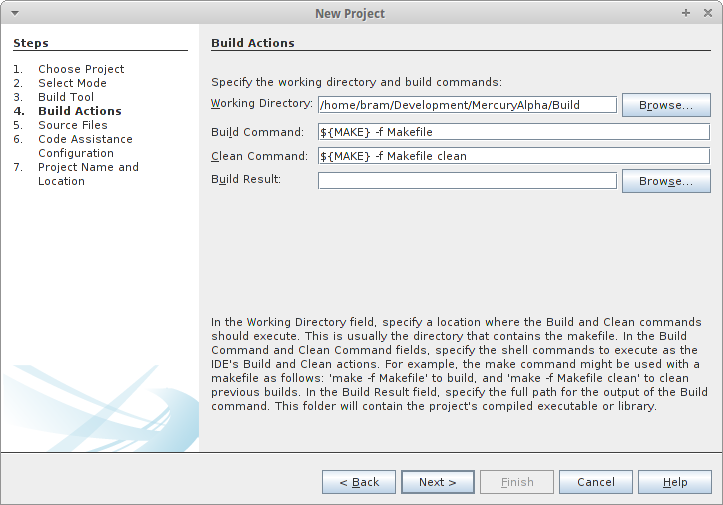 New Project
Steps
1. Choose Project
2. Select Mode
3. Build Tool
4. Build Actions
5. Source Files
6. Code Assistance
Configuration
7. Project Name and
Location
Build Actions
Specify the working directory and build commands:
Working Directory: /home/bram/Development/MercuryAlpha/Build Browse...
Build Command: ${MAKE} -f Makefile
Clean Command: ${MAKE} -f Makefile clean
Build Result: Browse...
In the Working Directory field, specify a location where the Build and Clean commands
should execute. This is usually the directory that contains the makefile. In the Build
Command and Clean Command fields, specify the shell commands to execute as the
IDE's Build and Clean actions. For example, the make command might be used with a
makefile as follows: 'make -f Makefile' to build, and 'make -f Makefile clean' to clean
previous builds. In the Build Result field, specify the full path for the output of the Build
command. This folder will contain the project's compiled executable or library.
< Back Next > Finish Cancel Help